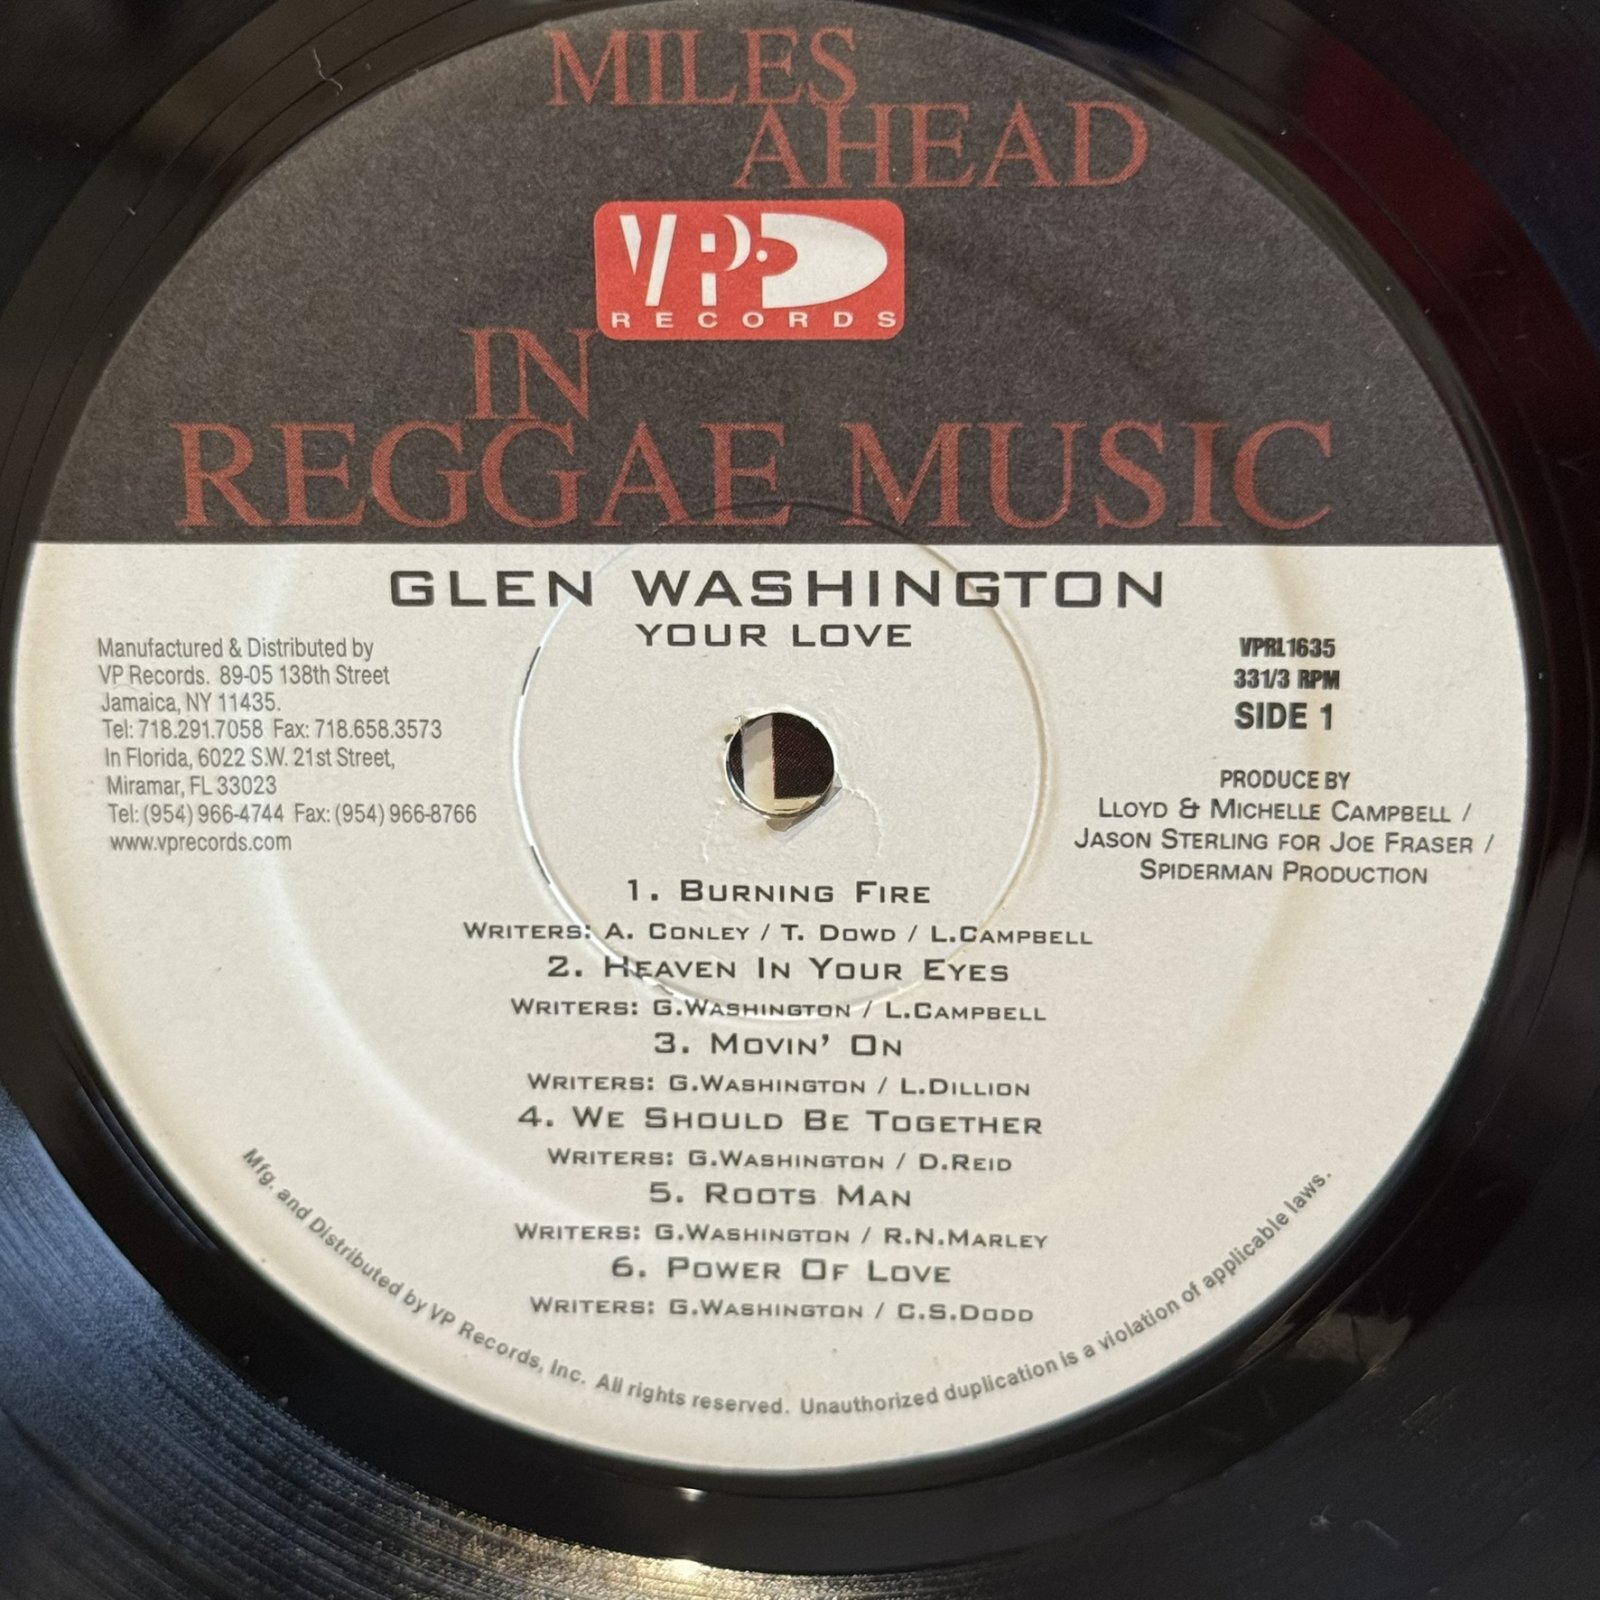 MILES
AHEAD
VP
RECORDS
IN
REGGAE MUSIC
GLEN WASHINGTON
YOUR LOVE
Manufactured & Distributed by
VP Records. 89-05 138th Street
Jamaica, NY 11435.
Tel: 718.291.7058 Fax: 718.658.3573
In Florida, 6022 S.W. 21st Street,
Miramar, FL 33023
Tel: (954) 966-4744 Fax: (954) 966-8766
www.vprecords.com
VPRL1635
331/3 RPM
SIDE 1
PRODUCE BY
LLOYD & MICHELLE CAMPBELL /
JASON STERLING FOR JOE FRASER /
SPIDERMAN PRODUCTION
1. BURNING FIRE
WRITERS: A. CONLEY / T. DOWD / L.CAMPBELL
2. HEAVEN IN YOUR EYES
WRITERS: G.WASHINGTON / L.CAMPBELL
3. MOVIN' ON
WRITERS: G.WASHINGTON / L.DILLION
4. WE SHOULD BE TOGETHER
WRITERS: G.WASHINGTON / D.REID
5. ROOTS MAN
WRITERS: G.WASHINGTON / R.N.MARLEY
6. POWER OF LOVE
WRITERS: G.WASHINGTON / C.S.DODD
Mfg. and Distributed by VP Records, Inc. All rights reserved. Unauthorized duplication is a violation of applicable laws.